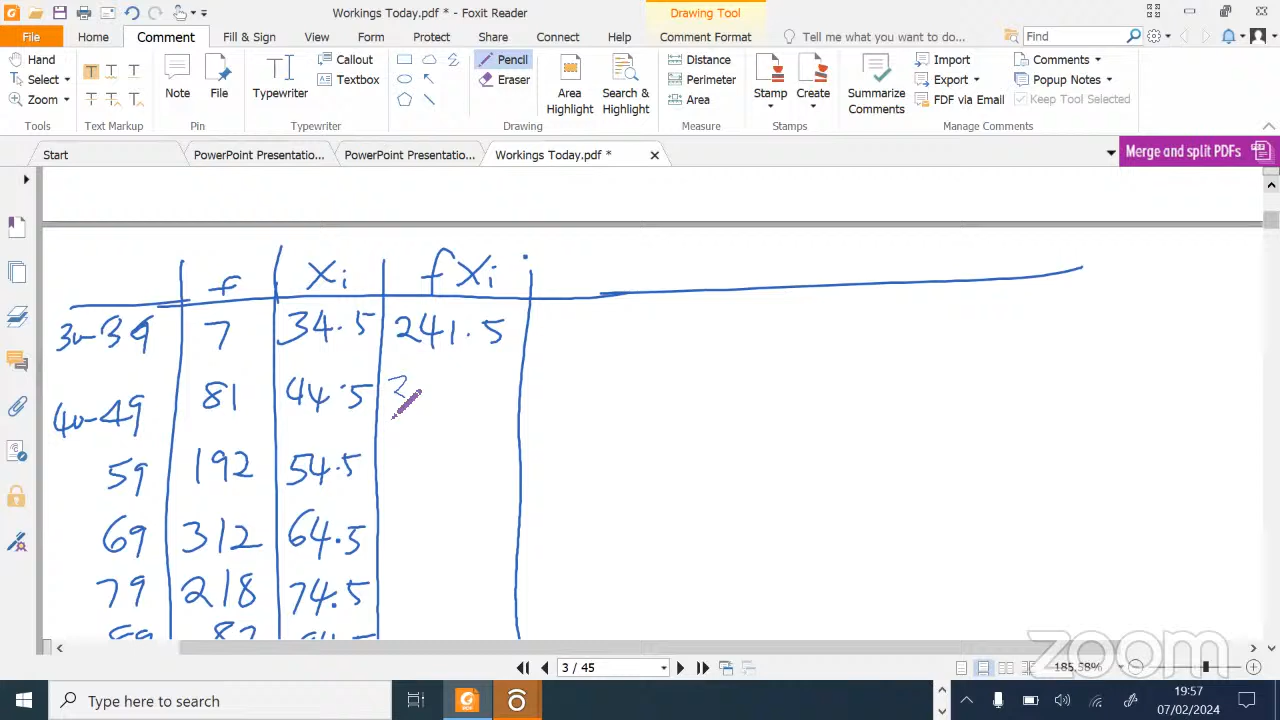 Workings Today.pdf * - Foxit Reader
Drawing Tool
File Home Comment Fill & Sign View Form Protect Share Connect Help Comment Format Tell me what you want to do... Find
Hand Select Zoom
Tools
Text Markup
Note File
Pin
Typewriter Callout Textbox
Typewriter
Pencil Eraser Area Highlight Search & Highlight
Drawing
Distance Perimeter Area
Measure
Stamp Create
Stamps
Summarize Comments Import Export FDF via Email Comments Popup Notes Keep Tool Selected
Manage Comments
Start PowerPoint Presentatio... PowerPoint Presentatio... Workings Today.pdf * Merge and split PDFs
f Xi fXi
30-39 7 34.5 241.5
40-49 81 44.5 3
59 192 54.5
69 312 64.5
79 218 74.5
3 / 45 185.58%
zoom
Type here to search
19:57
07/02/2024